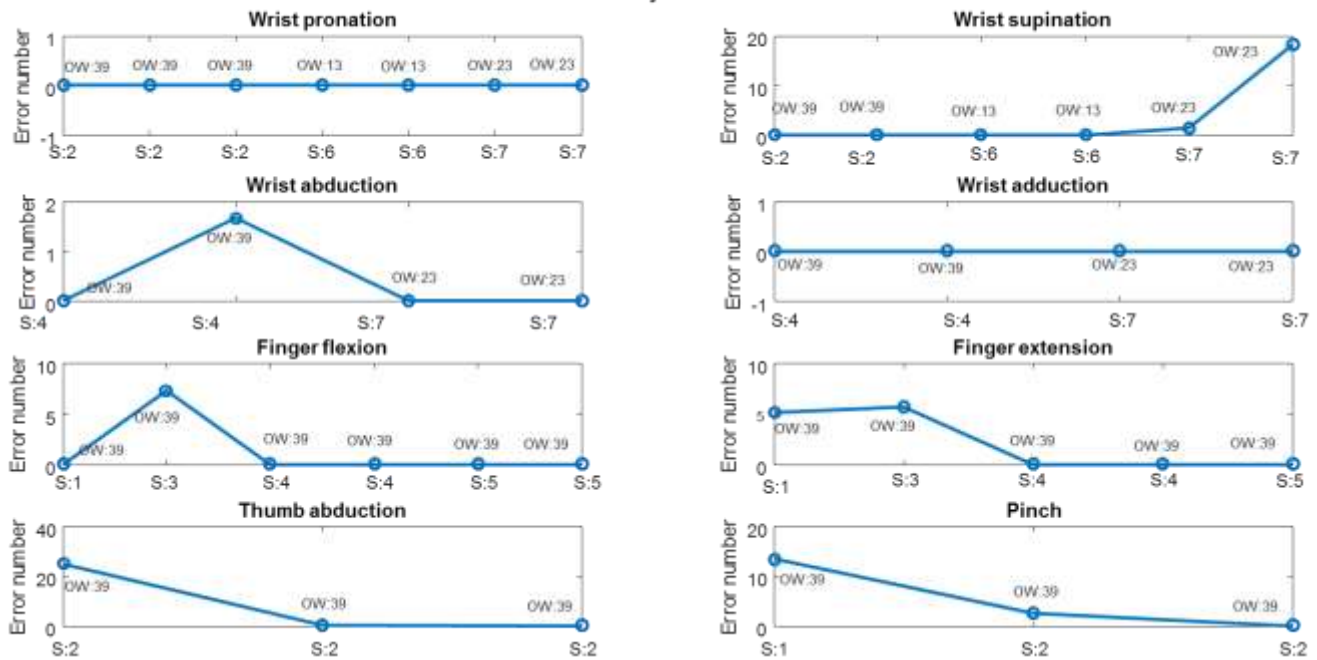 Wrist pronation
Error number
1
0
-1
OW:39 OW:39 OW:39 OW:13 OW:13 OW:23 OW:23
S:2 S:2 S:2 S:6 S:6 S:7 S:7
Wrist supination
Error number
20
10
0
OW:39 OW:39 OW:13 OW:13 OW:23 OW:23
S:2 S:2 S:6 S:6 S:7 S:7
Wrist abduction
Error number
2
1
0
OW:39 OW:39 OW:23 OW:23
S:4 S:4 S:7 S:7
Wrist adduction
Error number
1
0
-1
OW:39 OW:39 OW:23 OW:23
S:4 S:4 S:7 S:7
Finger flexion
Error number
10
5
0
OW:39 OW:39 OW:39 OW:39 OW:39 OW:39
S:1 S:3 S:4 S:4 S:5 S:5
Finger extension
Error number
10
5
0
OW:39 OW:39 OW:39 OW:39 OW:39
S:1 S:3 S:4 S:4 S:5
Thumb abduction
Error number
40
20
0
OW:39 OW:39 OW:39
S:2 S:2 S:2
Pinch
Error number
20
10
0
OW:39 OW:39 OW:39
S:1 S:2 S:2